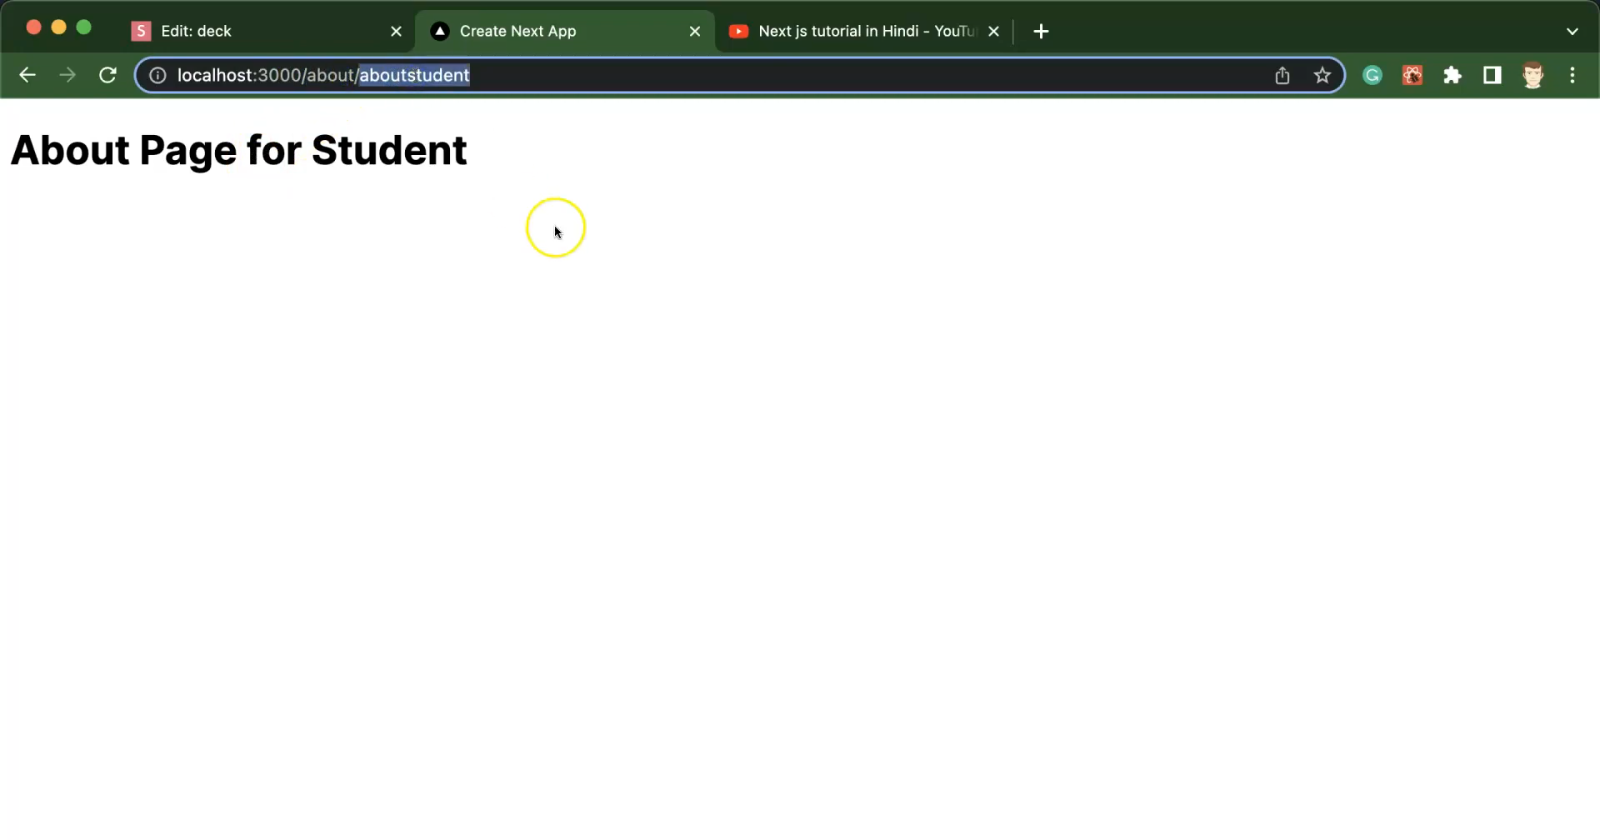 S Edit: deck
Create Next App
Next js tutorial in Hindi - YouTu
localhost:3000/about/aboutstudent
About Page for Student